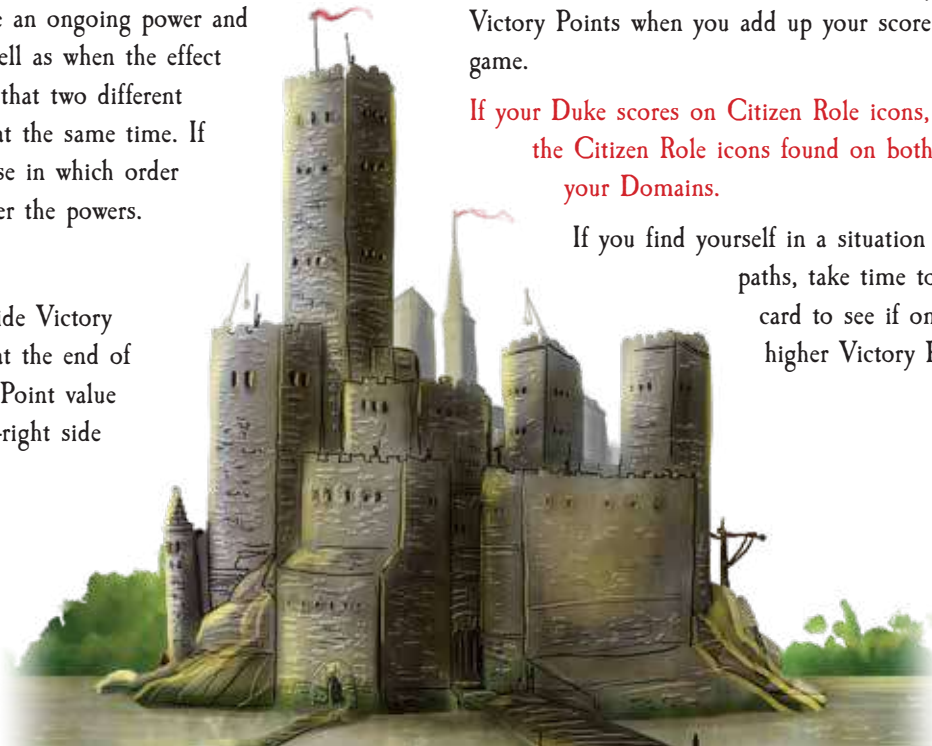 e an ongoing power and
ell as when the effect
that two different
at the same time. If
se in which order
er the powers.
ide Victory
at the end of
Point value
-right side
Victory Points when you add up your score
game.
If your Duke scores on Citizen Role icons,
the Citizen Role icons found on both
your Domains.
If you find yourself in a situation
paths, take time to
card to see if on
higher Victory P